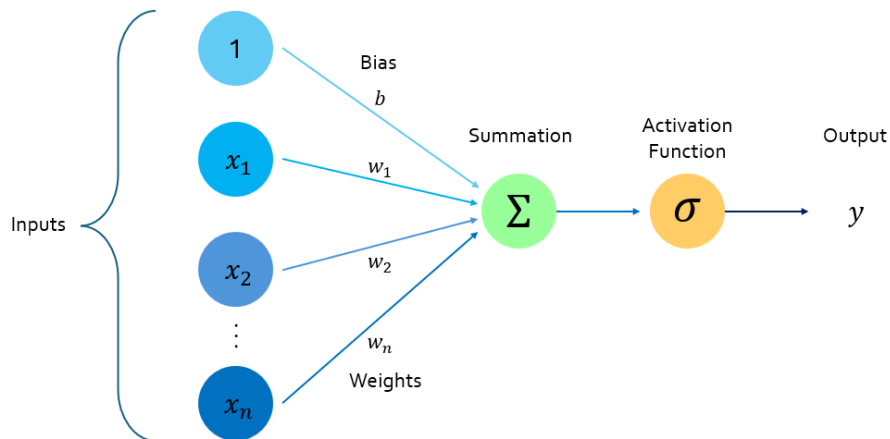 Inputs
1
x₁
x₂
⋮
xₙ
Bias
b
w₁
w₂
wₙ
Weights
Summation
Σ
Activation
Function
σ
Output
y